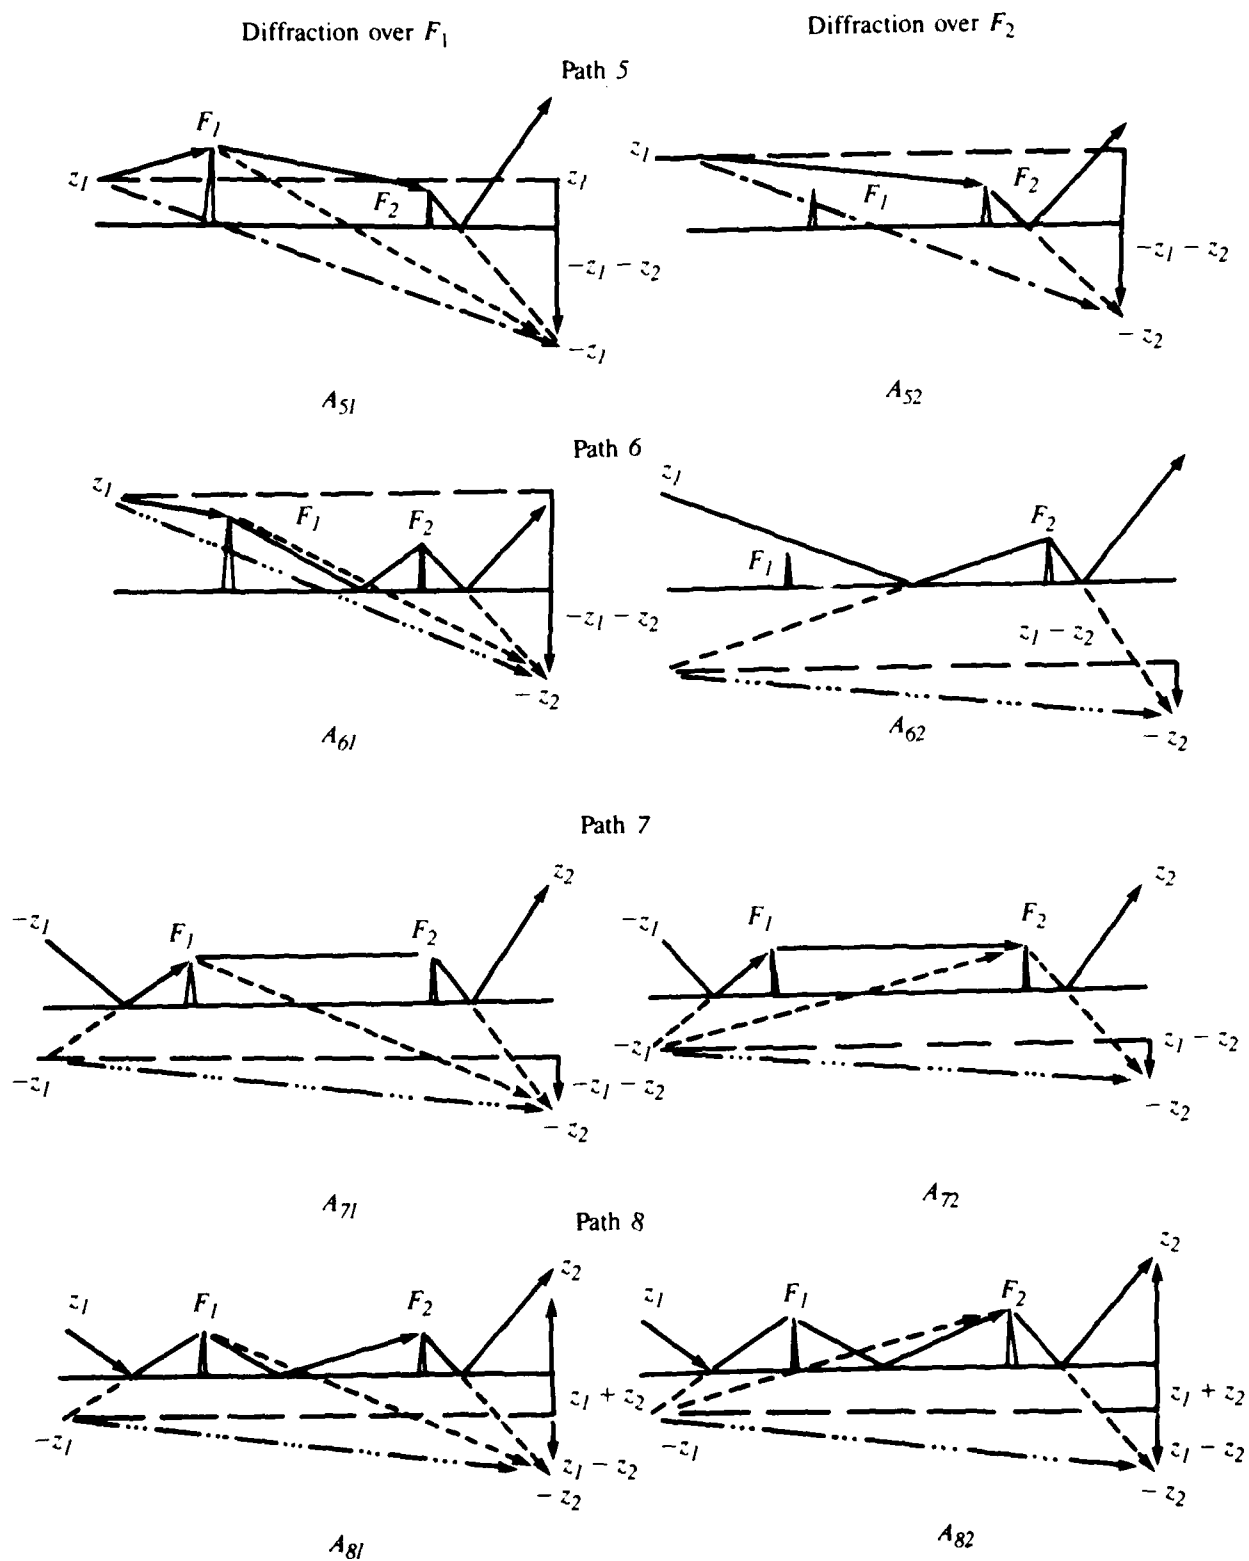 Diffraction over F1 Diffraction over F2
Path 5
F1
z1 z1 F2
z1 F2 F1
−z1 − z2 −z1 − z2
−z1 − z2
A51 A52
Path 6
z1 z1
F1 F2 F2
F1
−z1 − z2 z1 − z2
− z2 − z2
A61 A62
Path 7
z2 z2
−z1 F1 F2 −z1 F1 F2
−z1 −z1 − z2 −z1 z1 − z2
− z2 − z2
A71 A72
Path 8
z2 z2
z1 F1 F2 z1 F1 F2
z1 + z2 z1 + z2
−z1 z1 − z2 −z1 z1 − z2
− z2 − z2
A81 A82